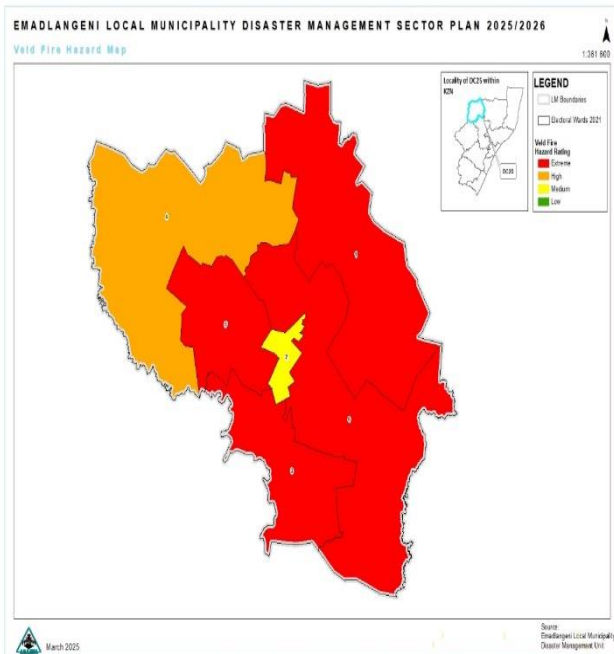 EMADLANGENI LOCAL MUNICIPALITY DISASTER MANAGEMENT SECTOR PLAN 2025/2026
Veld Fire Hazard Map
1:361 600
Locality of DC25 within
KZN
DC25
LEGEND
LM Boundaries
Electoral Wards 2021
Veld Fire
Hazard Rating
Extreme
High
Medium
Low
March 2025
Source:
Emadlangeni Local Municipality
Disaster Management Unit